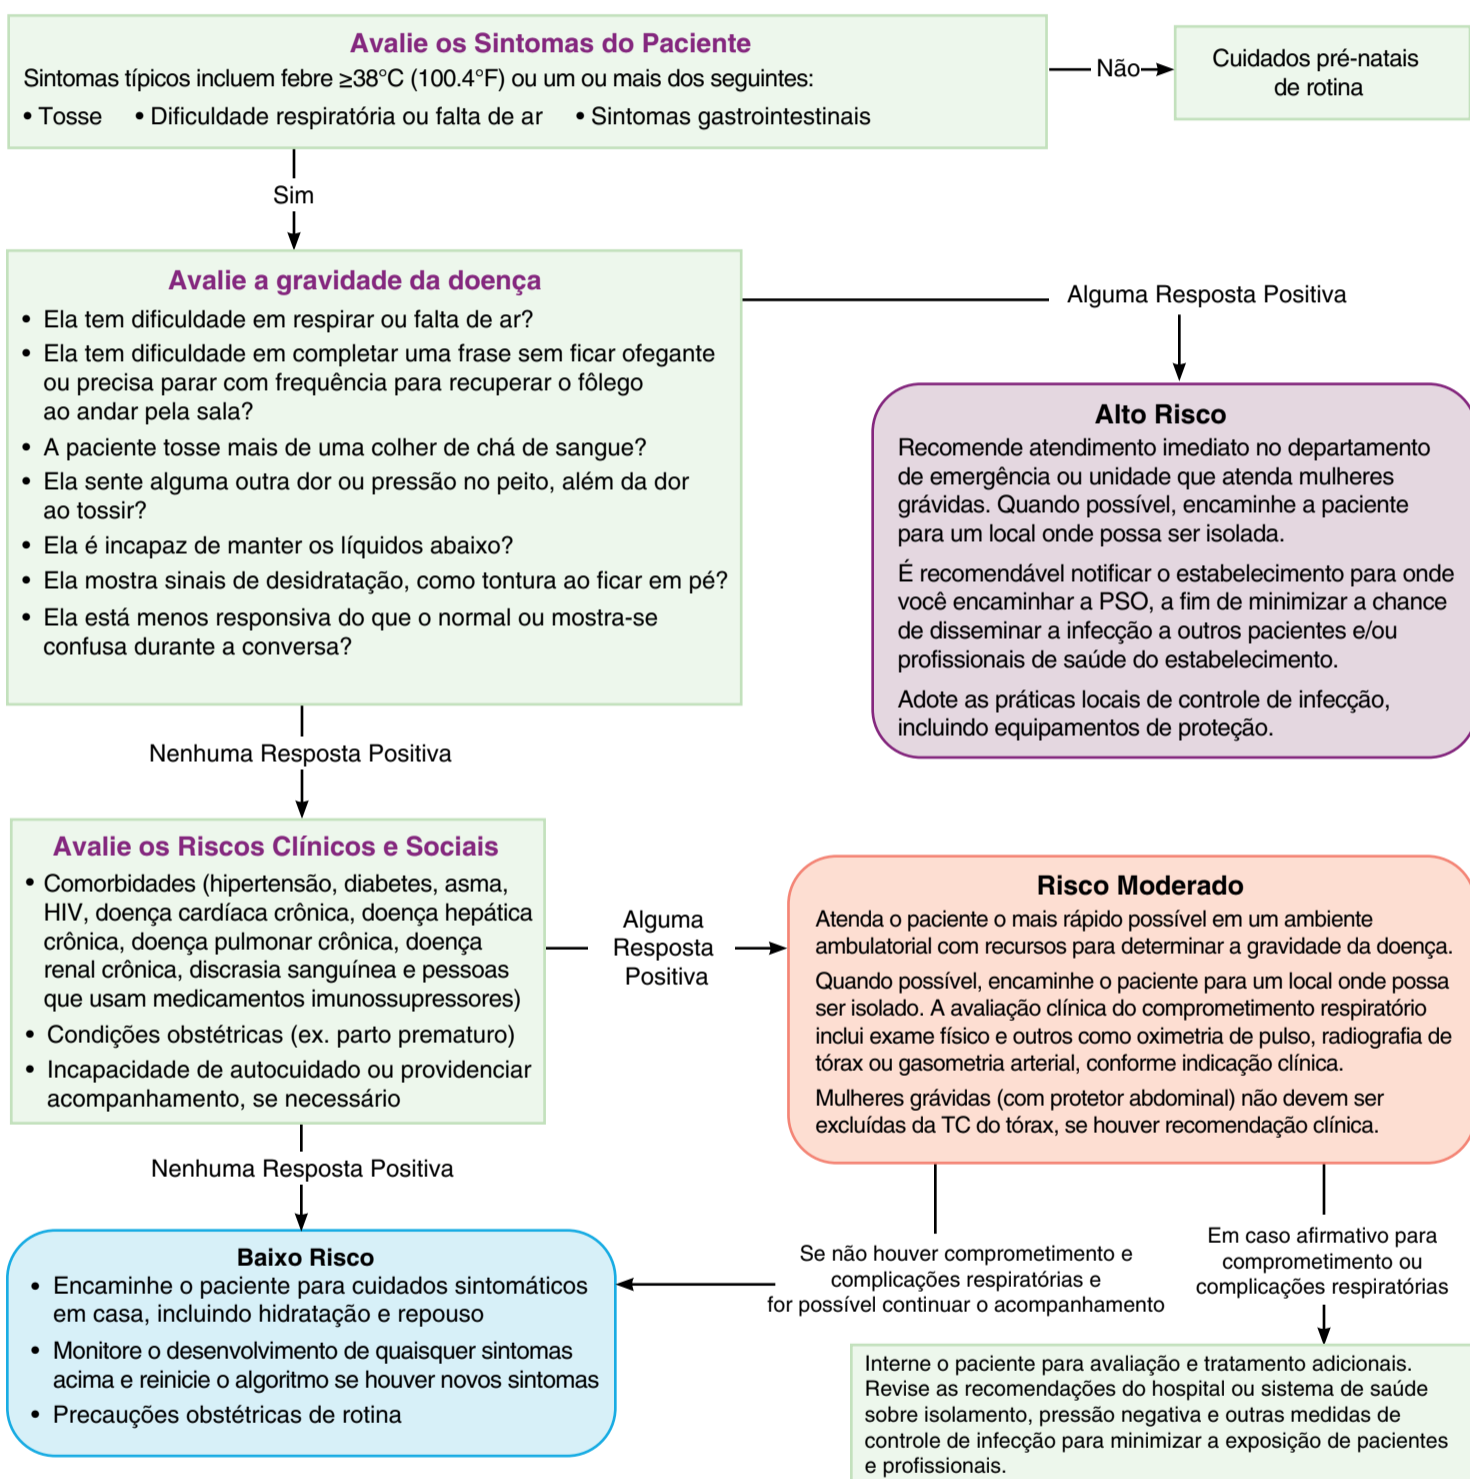 Avalie os Sintomas do Paciente
Sintomas típicos incluem febre ≥38°C (100.4°F) ou um ou mais dos seguintes:
• Tosse • Dificuldade respiratória ou falta de ar • Sintomas gastrointestinais
Não
Cuidados pré-natais
de rotina
Sim
Avalie a gravidade da doença
• Ela tem dificuldade em respirar ou falta de ar?
• Ela tem dificuldade em completar uma frase sem ficar ofegante
ou precisa parar com frequência para recuperar o fôlego
ao andar pela sala?
• A paciente tosse mais de uma colher de chá de sangue?
• Ela sente alguma outra dor ou pressão no peito, além da dor
ao tossir?
• Ela é incapaz de manter os líquidos abaixo?
• Ela mostra sinais de desidratação, como tontura ao ficar em pé?
• Ela está menos responsiva do que o normal ou mostra-se
confusa durante a conversa?
Alguma Resposta Positiva
Alto Risco
Recomende atendimento imediato no departamento
de emergência ou unidade que atenda mulheres
grávidas. Quando possível, encaminhe a paciente
para um local onde possa ser isolada.
É recomendável notificar o estabelecimento para onde
você encaminhar a PSO, a fim de minimizar a chance
de disseminar a infecção a outros pacientes e/ou
profissionais de saúde do estabelecimento.
Adote as práticas locais de controle de infecção,
incluindo equipamentos de proteção.
Nenhuma Resposta Positiva
Avalie os Riscos Clínicos e Sociais
• Comorbidades (hipertensão, diabetes, asma,
HIV, doença cardíaca crônica, doença hepática
crônica, doença pulmonar crônica, doença
renal crônica, discrasia sanguínea e pessoas
que usam medicamentos imunossupressores)
• Condições obstétricas (ex. parto prematuro)
• Incapacidade de autocuidado ou providenciar
acompanhamento, se necessário
Alguma
Resposta
Positiva
Risco Moderado
Atenda o paciente o mais rápido possível em um ambiente
ambulatorial com recursos para determinar a gravidade da doença.
Quando possível, encaminhe o paciente para um local onde possa
ser isolado. A avaliação clínica do comprometimento respiratório
inclui exame físico e outros como oximetria de pulso, radiografia de
tórax ou gasometria arterial, conforme indicação clínica.
Mulheres grávidas (com protetor abdominal) não devem ser
excluídas da TC do tórax, se houver recomendação clínica.
Nenhuma Resposta Positiva
Baixo Risco
• Encaminhe o paciente para cuidados sintomáticos
em casa, incluindo hidratação e repouso
• Monitore o desenvolvimento de quaisquer sintomas
acima e reinicie o algoritmo se houver novos sintomas
• Precauções obstétricas de rotina
Se não houver comprometimento e
complicações respiratórias e
for possível continuar o acompanhamento
Em caso afirmativo para
comprometimento ou
complicações respiratórias
Interne o paciente para avaliação e tratamento adicionais.
Revise as recomendações do hospital ou sistema de saúde
sobre isolamento, pressão negativa e outras medidas de
controle de infecção para minimizar a exposição de pacientes
e profissionais.